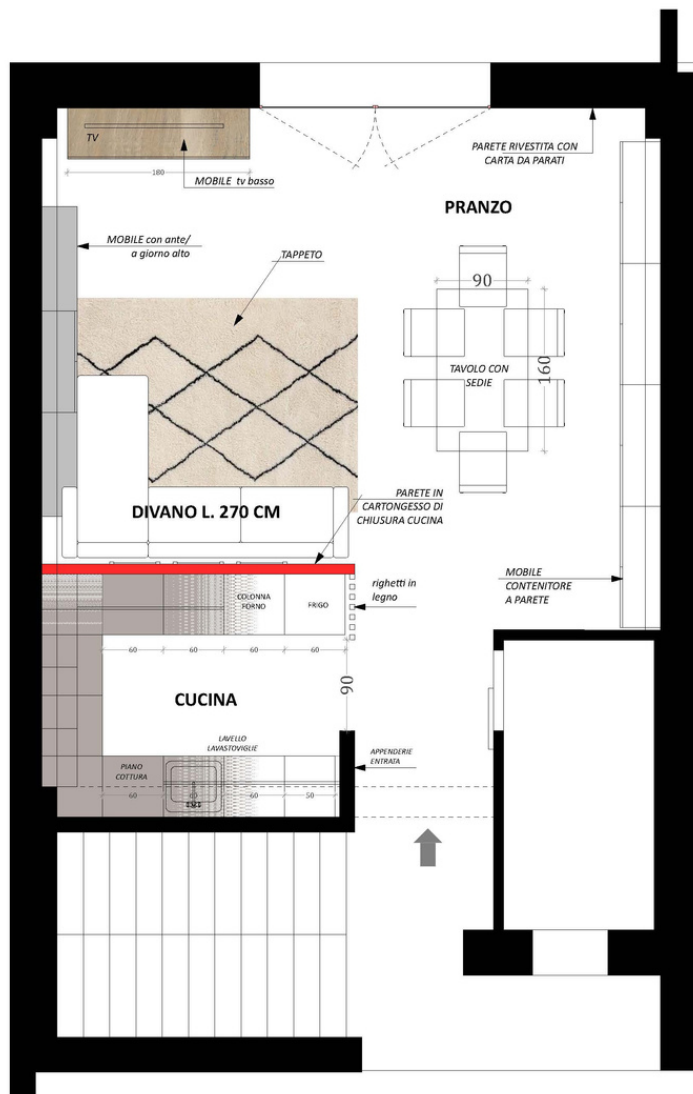 PARETE RIVESTITA CON
CARTA DA PARATI
TV
180
MOBILE tv basso
PRANZO
MOBILE con ante/
a giorno alto
TAPPETO
90
TAVOLO CON
SEDIE
160
DIVANO L. 270 CM
PARETE IN
CARTONGESSO DI
CHIUSURA CUCINA
COLONNA
FORNO
FRIGO
righetti in
legno
MOBILE
CONTENITORE
A PARETE
60
60
60
60
90
CUCINA
LAVELLO
LAVASTOVIGLIE
PIANO
COTTURA
APPENDERIE
ENTRATA
60
60
60
50